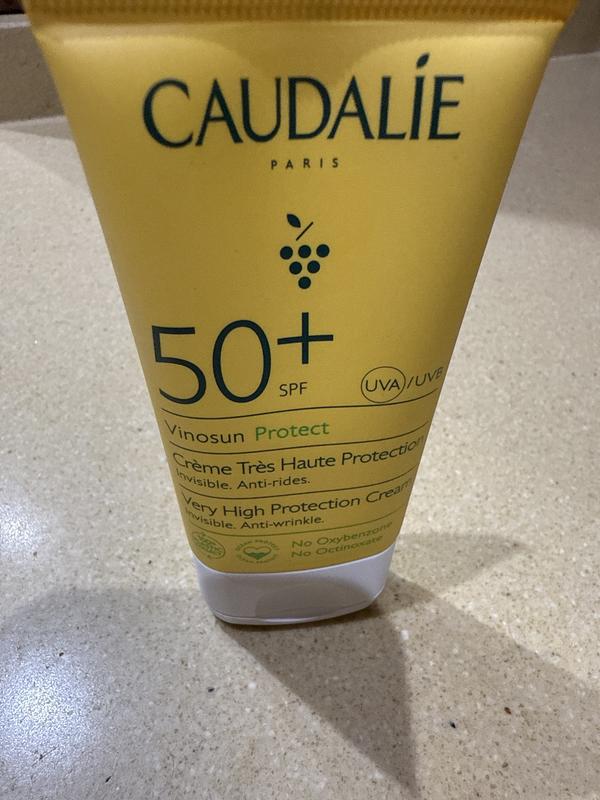 CAUDALÍE
PARIS
50+
SPF
UVA/UVB
Vinosun Protect
Crème Très Haute Protection
Invisible. Anti-rides.
Very High Protection Cream
Invisible. Anti-wrinkle.
No Oxybenzone
No Octinoxate